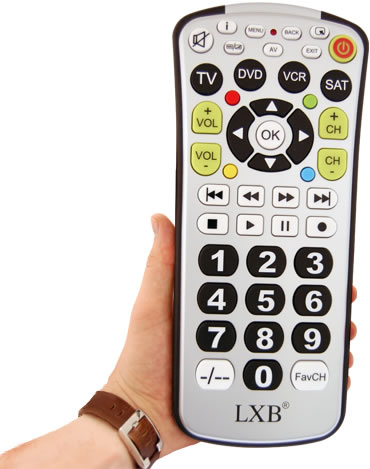 i MENU BACK
AV EXIT
TV DVD VCR SAT
+ VOL + CH
OK
VOL - CH -
1 2 3
4 5 6
7 8 9
-/-- 0 FavCH
LXB®